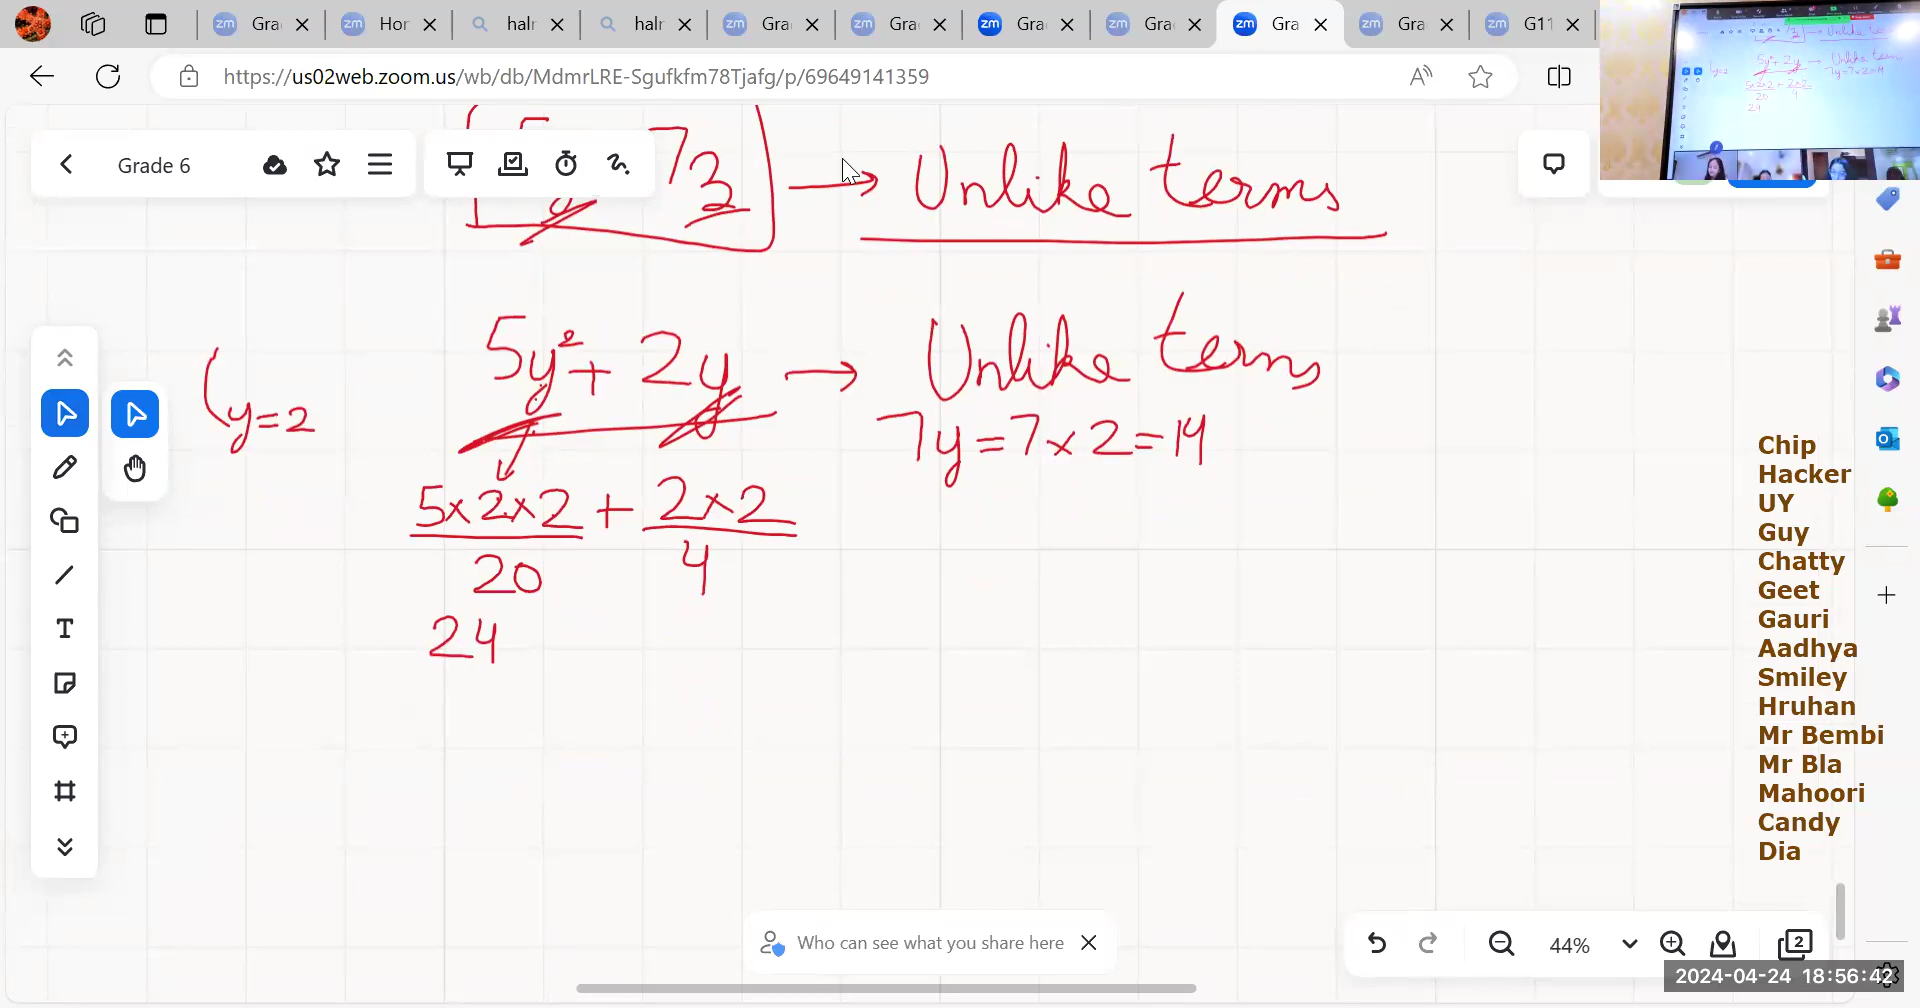 Gra
Hor
halr
halr
Gra
Gra
Gra
Gra
Gra
Gra
G11
https://us02web.zoom.us/wb/db/MdmrLRE-Sgufkfm78Tjafg/p/69649141359
Grade 6
7z → Unlike terms
(y=2
5y²+ 2y → Unlike terms
7y=7×2=14
5×2×2 + 2×2
20 4
24
Chip
Hacker
UY
Guy
Chatty
Geet
Gauri
Aadhya
Smiley
Hruhan
Mr Bembi
Mr Bla
Mahoori
Candy
Dia
Who can see what you share here
44%
2
2024-04-24 18:56:42